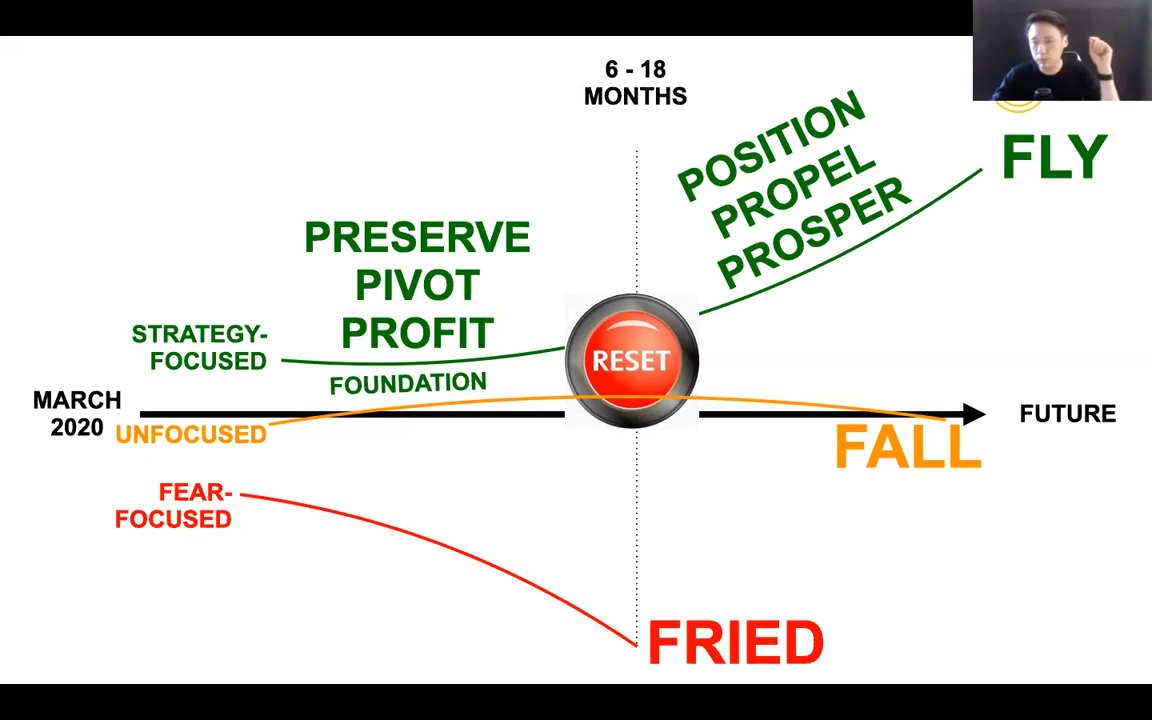 6 - 18
MONTHS
POSITION
PROPEL
PROSPER
FLY
PRESERVE
PIVOT
PROFIT
STRATEGY-
FOCUSED
FOUNDATION
RESET
MARCH
2020
UNFOCUSED
FUTURE
FALL
FEAR-
FOCUSED
FRIED